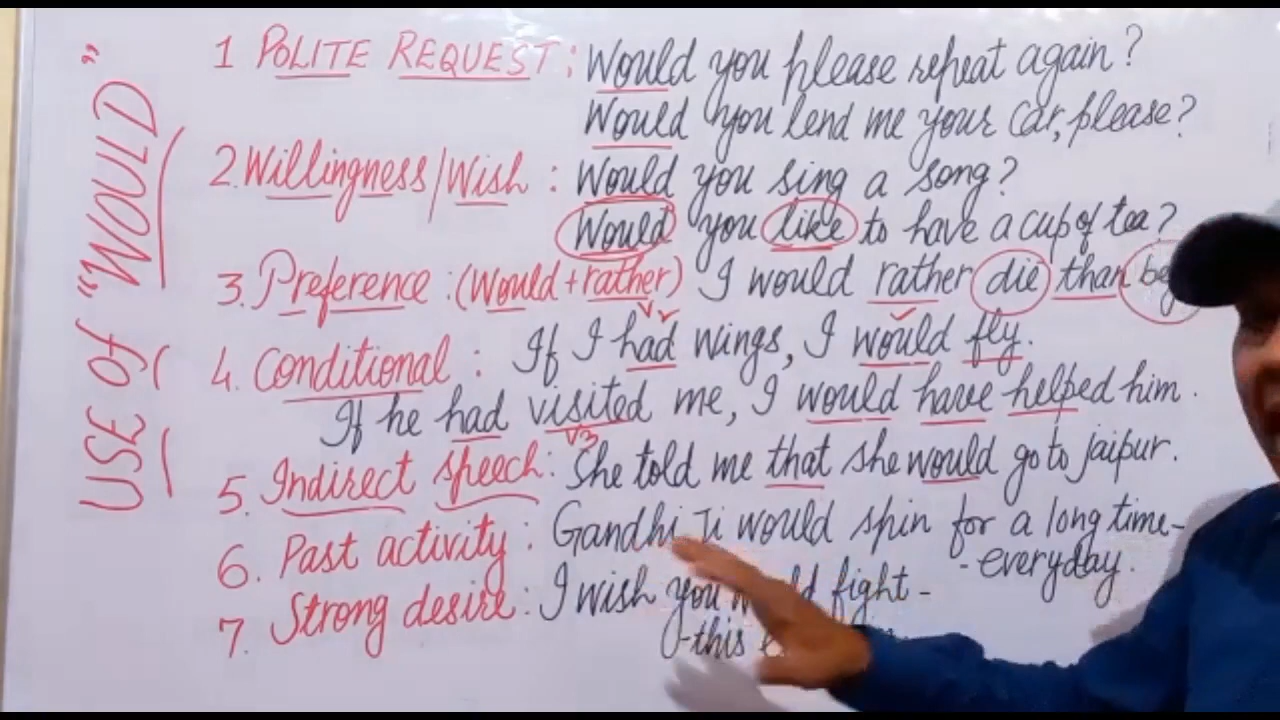 USE of "WOULD"
1 POLITE REQUEST: Would you please repeat again?
Would you lend me your car, please?
2. Willingness/Wish: Would you sing a song?
Would you like to have a cup of tea?
3. Preference: (Would + rather) I would rather die than beg
4. Conditional: If I had wings, I would fly.
If he had visited me, I would have helped him.
V3
5. Indirect speech: She told me that she would go to jaipur.
6. Past activity: Gandhi Ji would spin for a long time-
-everyday.
7. Strong desire: I wish you would fight-
-this